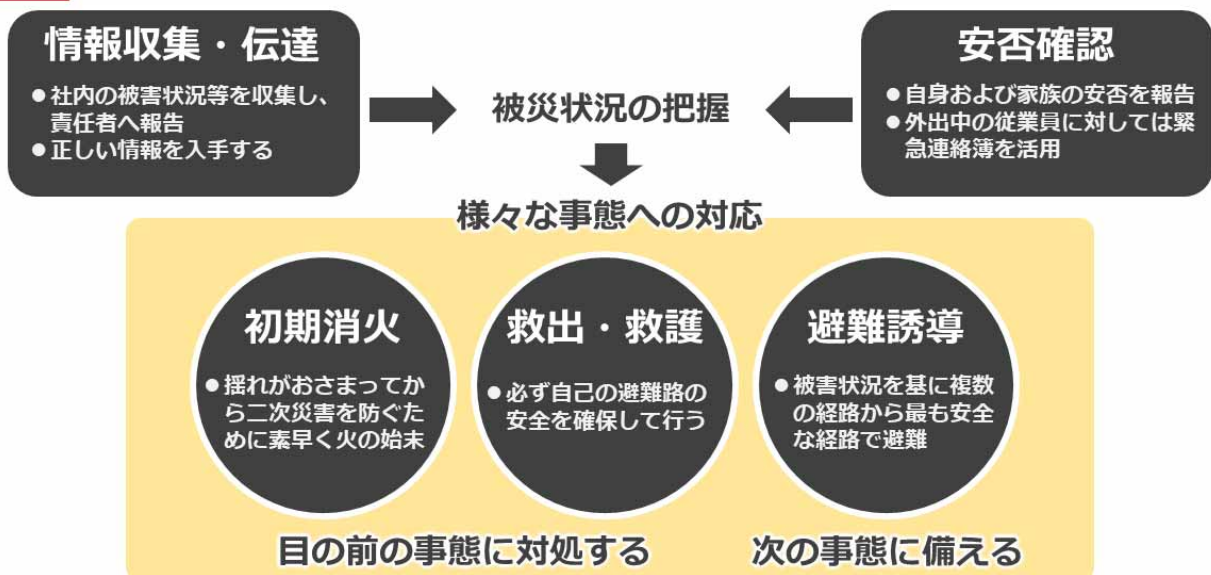 情報収集・伝達
●社内の被害状況等を収集し、
責任者へ報告
●正しい情報を入手する
被災状況の把握
安否確認
●自身および家族の安否を報告
●外出中の従業員に対しては緊
急連絡簿を活用
様々な事態への対応
初期消火
●揺れがおさまってか
ら二次災害を防ぐた
めに素早く火の始末
救出・救護
●必ず自己の避難路の
安全を確保して行う
避難誘導
●被害状況を基に複数
の経路から最も安全
な経路で避難
目の前の事態に対処する
次の事態に備える